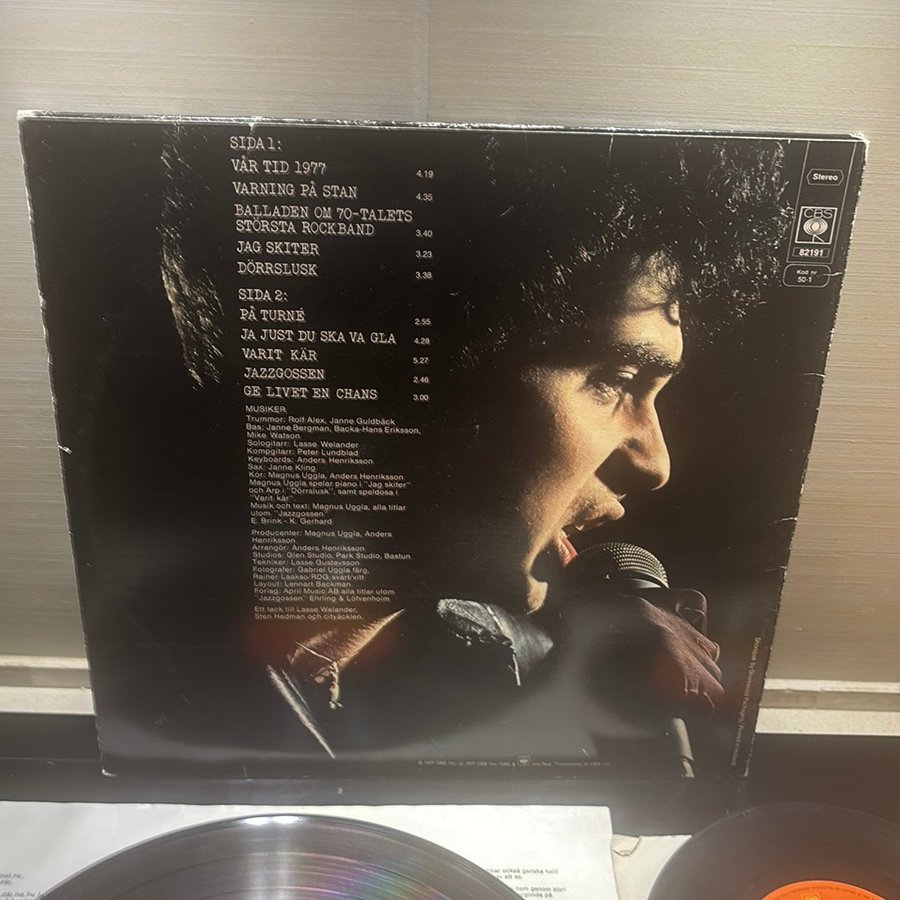 SIDA 1:
VÅR TID 1977 4.19
VARNING PÅ STAN 4.35
BALLADEN OM 70-TALETS
STÖRSTA ROCKBAND 3.40
JAG SKITER 3.23
DÖRRSLUSK 3.38
SIDA 2:
PÅ TURNÉ 2.55
JA JUST DU SKA VA GLA 4.28
VARIT KÄR 5.27
JAZZGOSSEN 2.46
GE LIVET EN CHANS 3.00
MUSIKER
Trummor: Rolf Alex, Janne Guldbäck
Bas: Janne Bergman, Backa-Hans Eriksson,
Mike Watson
Sologitarr: Lasse Welander
Kompgitarr: Peter Lundblad
Keyboards: Anders Henriksson
Sax: Janne Kling
Kör: Magnus Uggla, Anders Henriksson
Magnus Uggla spelar piano i "Jag skiter"
och Arp i "Dörrslusk", samt speldosa i
"Varit kär".
Musik och text: Magnus Uggla, alla titlar
utom "Jazzgossen"
E. Brink - K. Gerhard
Producenter: Magnus Uggla, Anders
Henriksson
Arrangör: Anders Henriksson
Studios: Glen Studio, Park Studio, Bastun
Tekniker: Lasse Gustavsson
Fotografer: Gabriel Uggla färg,
Rainer Laakso/RDG svart/vitt
Layout: Lennart Backman
Förlag: April Music AB alla titlar utom
"Jazzgossen" Ehrling & Löfvenholm
Ett tack till Lasse Welander,
Sten Hedman och cityäcklen.
Stereo
CBS
82191
Kod nr
50-1
hem genom stan